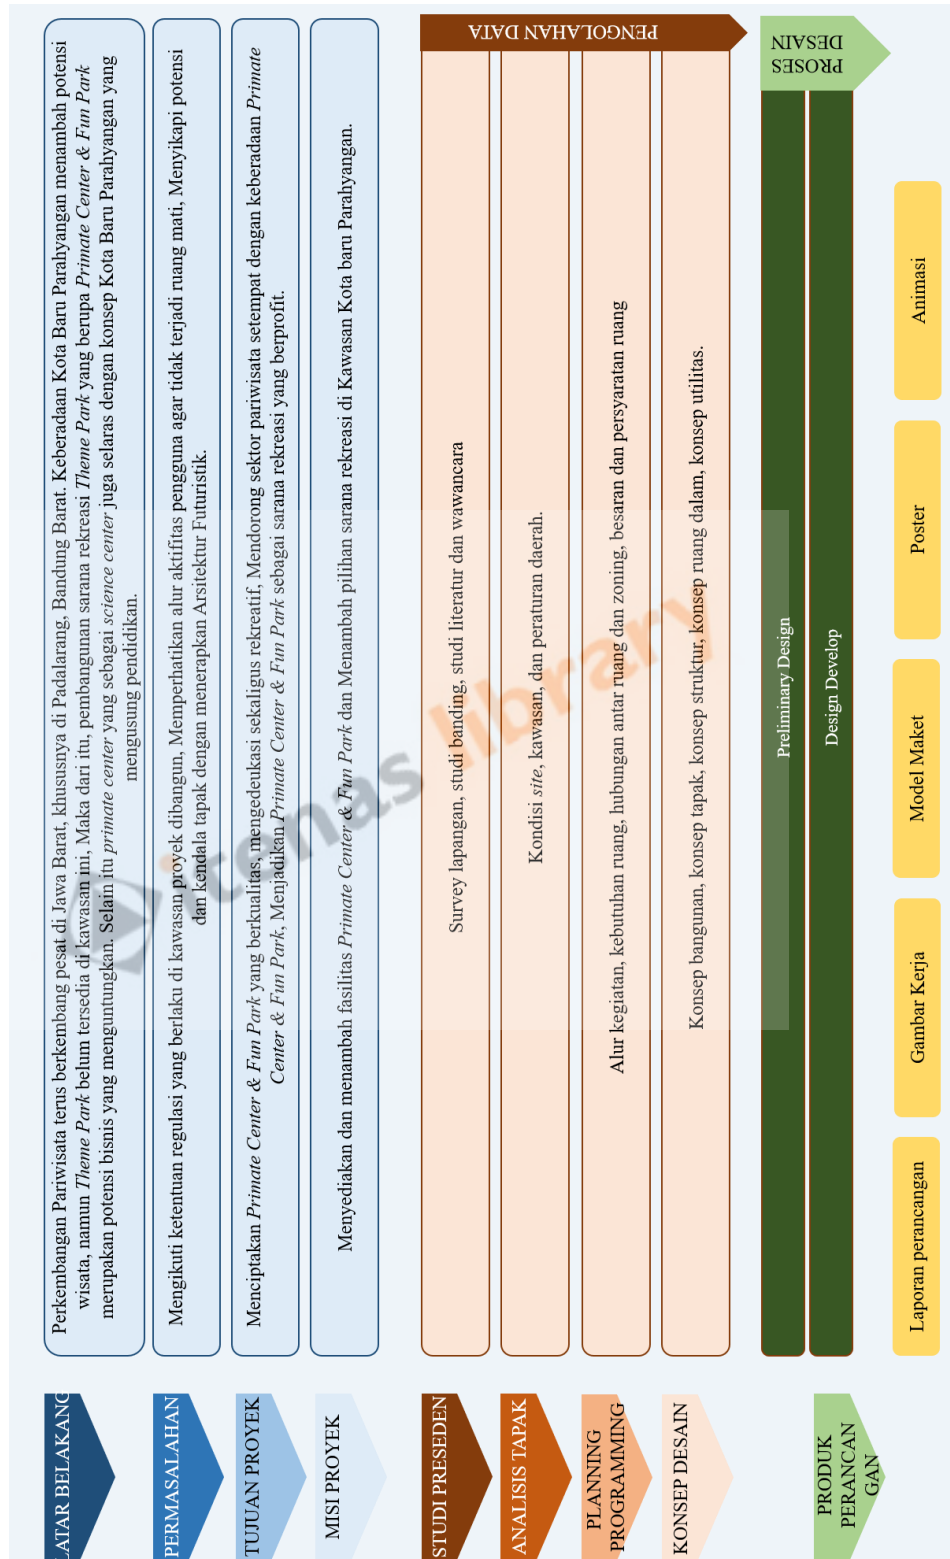 LATAR BELAKANG
Perkembangan Pariwisata terus berkembang pesat di Jawa Barat, khususnya di Padalarang, Bandung Barat. Keberadaan Kota Baru Parahyangan menambah potensi
wisata, namun Theme Park belum tersedia di kawasan ini, Maka dari itu, pembangunan sarana rekreasi Theme Park yang berupa Primate Center & Fun Park
merupakan potensi bisnis yang menguntungkan. Selain itu primate center yang sebagai science center juga selaras dengan konsep Kota Baru Parahyangan yang
mengusung pendidikan.
PERMASALAHAN
Mengikuti ketentuan regulasi yang berlaku di kawasan proyek dibangun, Memperhatikan alur aktifitas pengguna agar tidak terjadi ruang mati, Menyikapi potensi
dan kendala tapak dengan menerapkan Arsitektur Futuristik.
TUJUAN PROYEK
Menciptakan Primate Center & Fun Park yang berkualitas, mengedeukasi sekaligus rekreatif, Mendorong sektor pariwisata setempat dengan keberadaan Primate
Center & Fun Park, Menjadikan Primate Center & Fun Park sebagai sarana rekreasi yang berprofit.
MISI PROYEK
Menyediakan dan menambah fasilitas Primate Center & Fun Park dan Menambah pilihan sarana rekreasi di Kawasan Kota baru Parahyangan.
PENGOLAHAN DATA
STUDI PRESEDEN
Survey lapangan, studi banding, studi literatur dan wawancara
ANALISIS TAPAK
Kondisi site, kawasan, dan peraturan daerah.
PLANNING
PROGRAMMING
Alur kegiatan, kebutuhan ruang, hubungan antar ruang dan zoning, besaran dan persyaratan ruang
KONSEP DESAIN
Konsep bangunan, konsep tapak, konsep struktur, konsep ruang dalam, konsep utilitas.
PROSES
DESAIN
Preliminary Design
Design Develop
PRODUK
PERANCAN
GAN
Laporan perancangan
Gambar Kerja
Model Maket
Poster
Animasi
itenas library